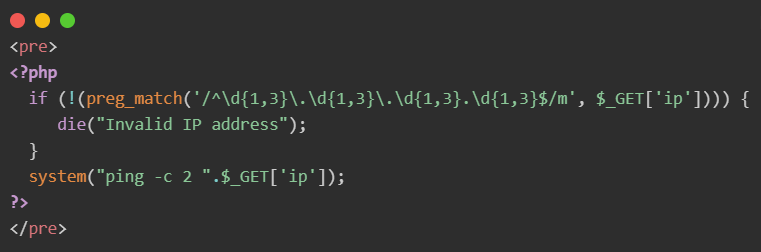 <pre>
<?php
if (!(preg_match('/^\d{1,3}\.\d{1,3}\.\d{1,3}.\d{1,3}$/m', $_GET['ip']))) {
die("Invalid IP address");
}
system("ping -c 2 ".$_GET['ip']);
?>
</pre>